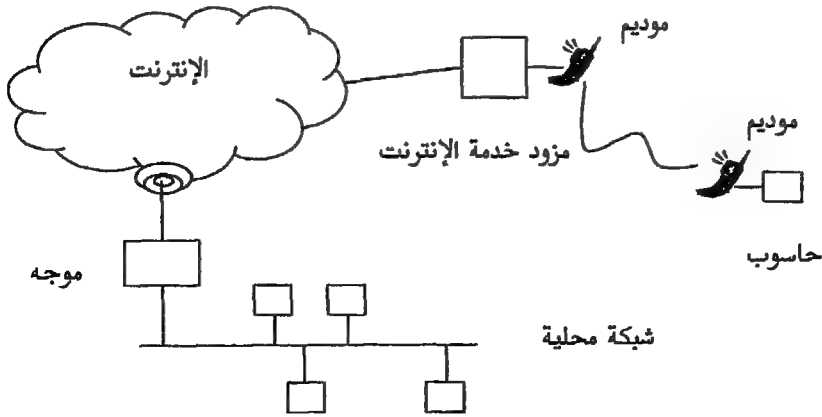 موديم
الإنترنت
موديم
مزود خدمة الإنترنت
حاسوب
موجه
شبكة محلية